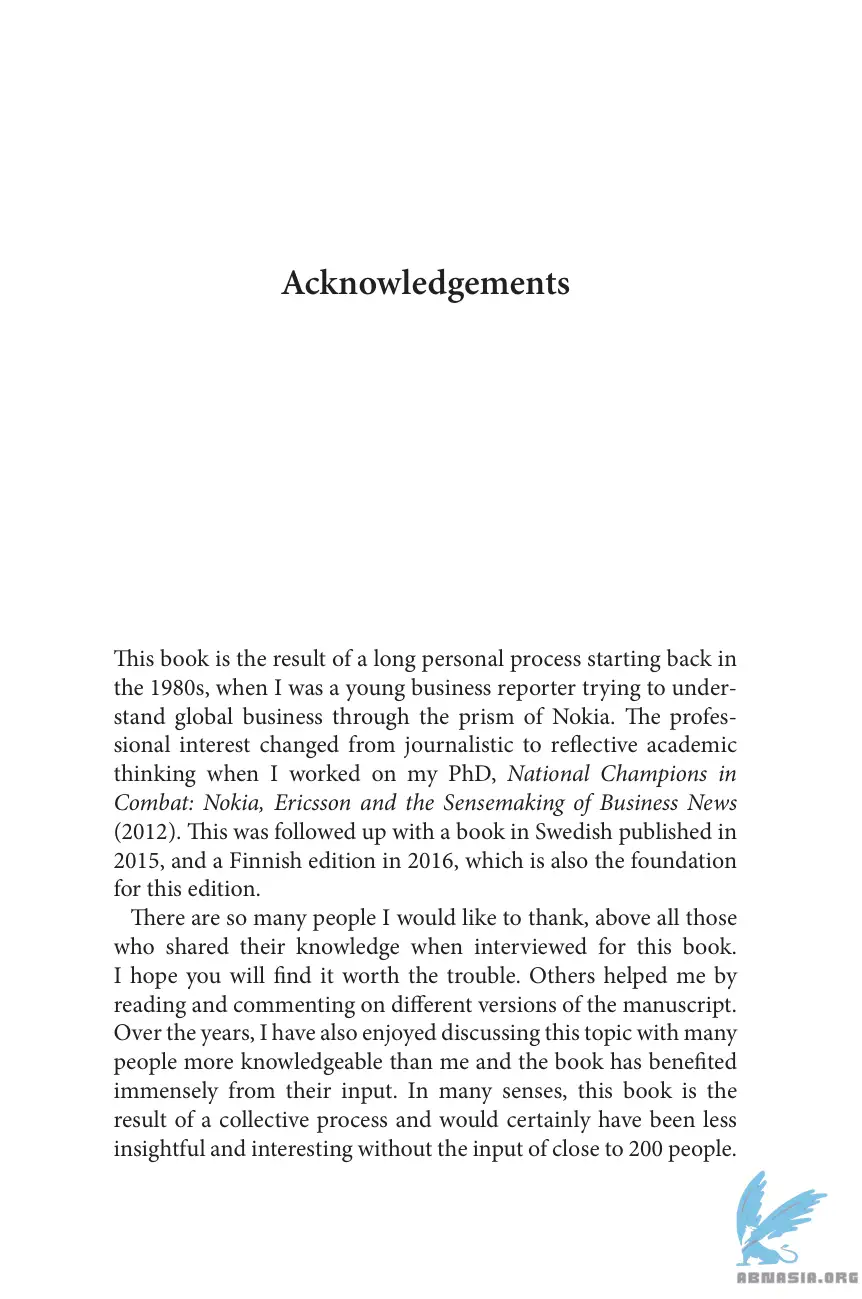 Acknowledgements
This book is the result of a long personal process starting back in
the 1980s, when I was a young business reporter trying to under-
stand global business through the prism of Nokia. The profes-
sional interest changed from journalistic to reflective academic
thinking when I worked on my PhD, National Champions in
Combat: Nokia, Ericsson and the Sensemaking of Business News
(2012). This was followed up with a book in Swedish published in
2015, and a Finnish edition in 2016, which is also the foundation
for this edition.
There are so many people I would like to thank, above all those
who shared their knowledge when interviewed for this book.
I hope you will find it worth the trouble. Others helped me by
reading and commenting on different versions of the manuscript.
Over the years, I have also enjoyed discussing this topic with many
people more knowledgeable than me and the book has benefited
immensely from their input. In many senses, this book is the
result of a collective process and would certainly have been less
insightful and interesting without the input of close to 200 people.
ABNASIA.ORG